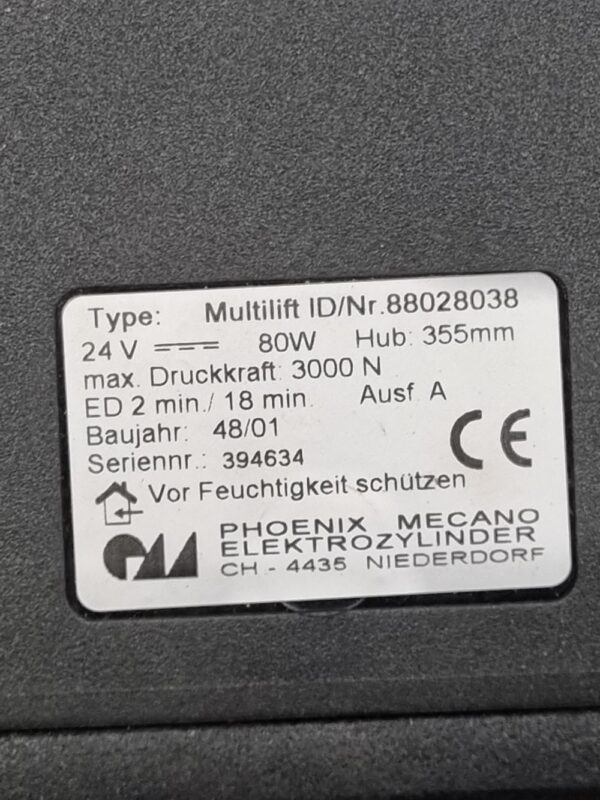 Type: Multilift ID/Nr.88028038
24 V 80W Hub: 355mm
max. Druckkraft: 3000 N
ED 2 min./ 18 min. Ausf. A
Baujahr: 48/01
Seriennr.: 394634
CE
Vor Feuchtigkeit schützen
PHOENIX MECANO
ELEKTROZYLINDER
CH - 4435 NIEDERDORF